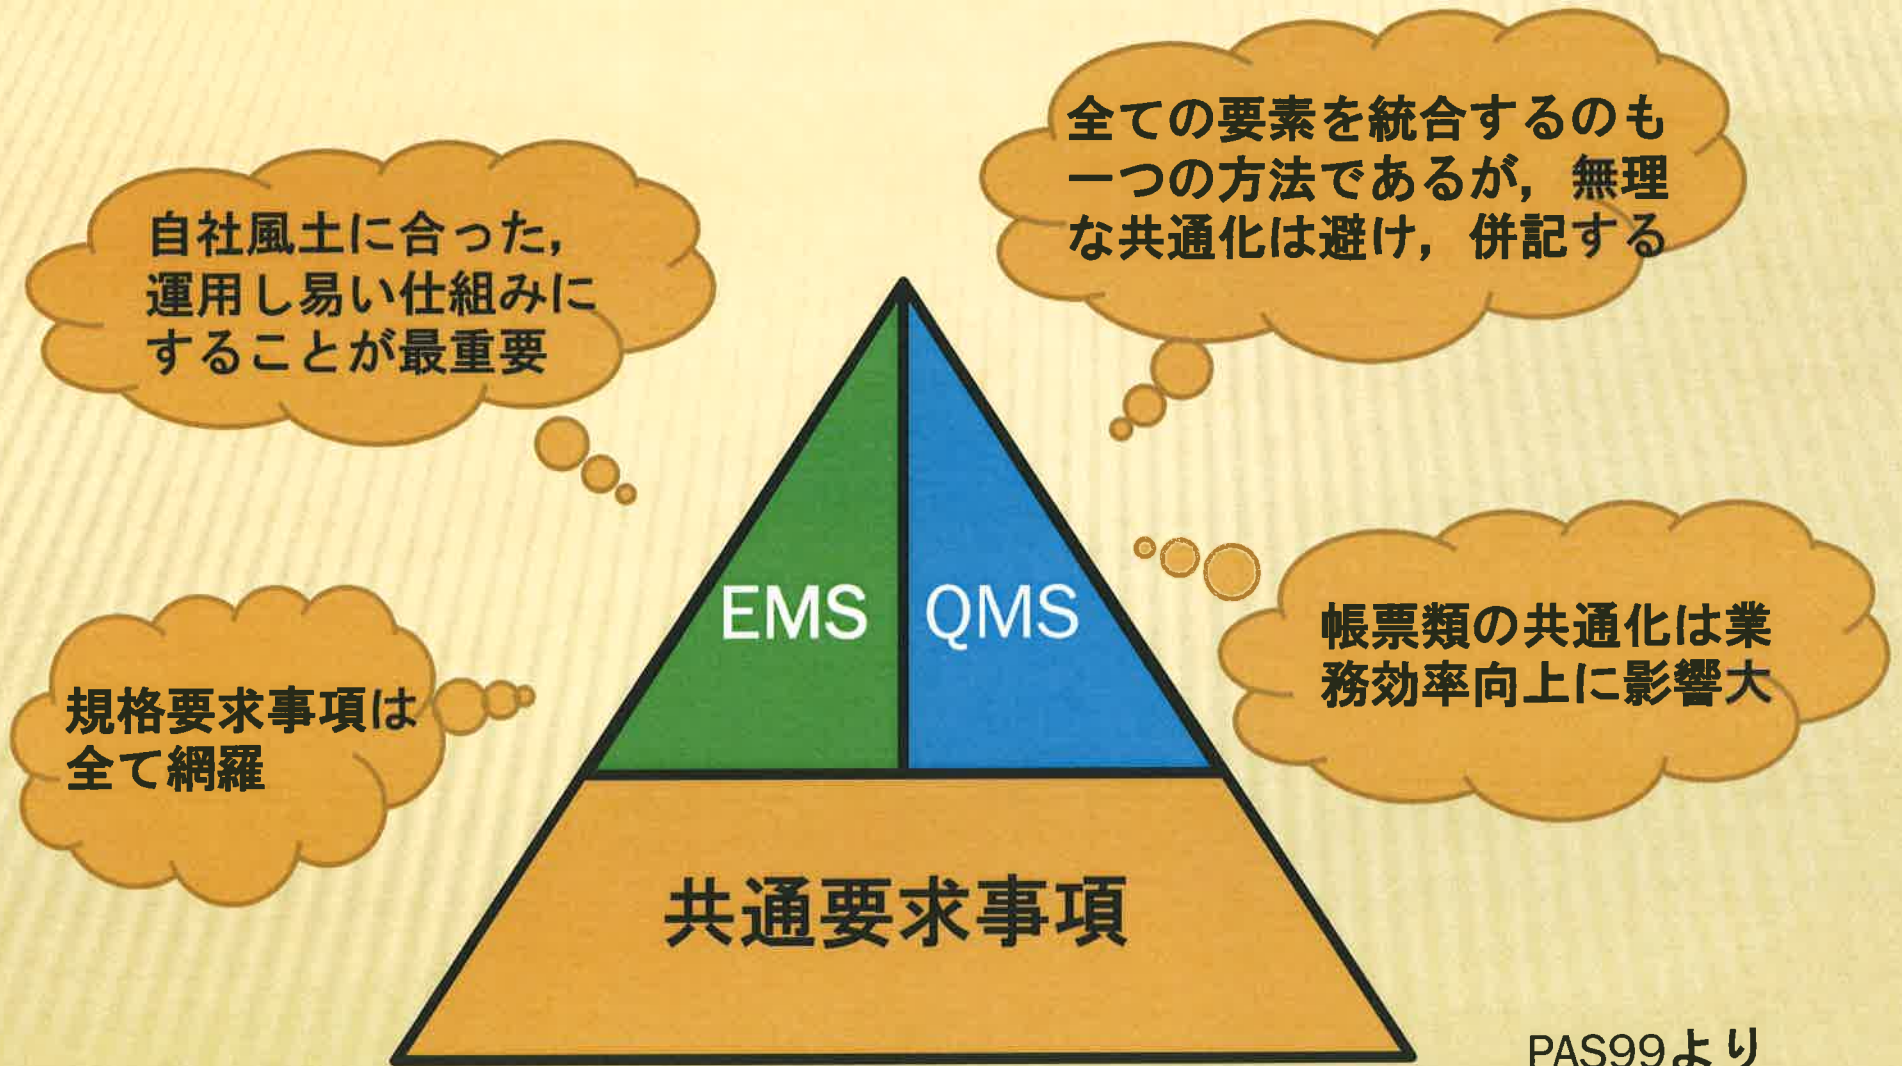 全ての要素を統合するのも
一つの方法であるが，無理
な共通化は避け，併記する
自社風土に合った，
運用し易い仕組みに
することが最重要
EMS
QMS
帳票類の共通化は業
務効率向上に影響大
規格要求事項は
全て網羅
共通要求事項
PAS99より